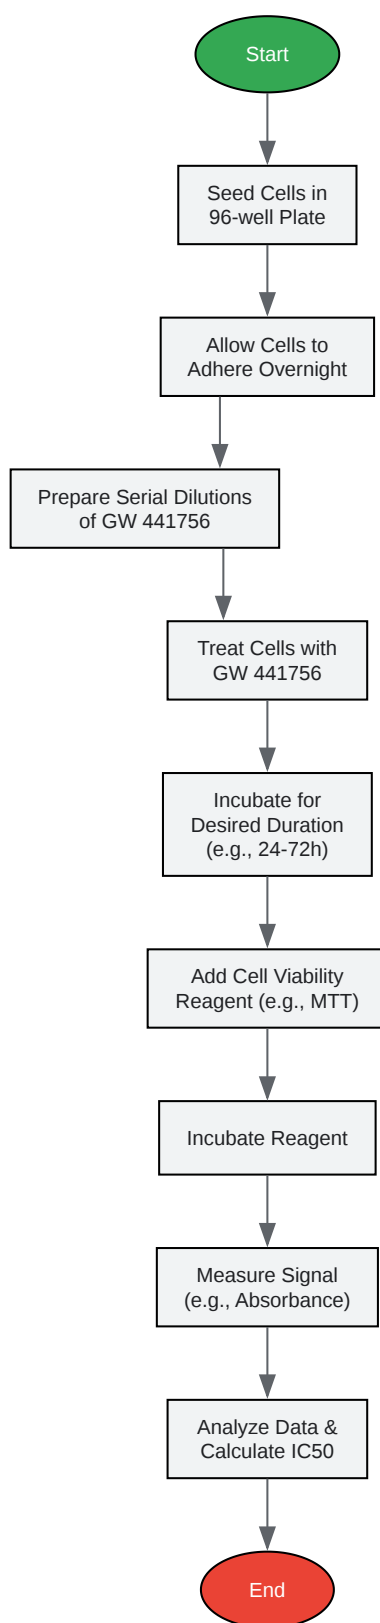 Start
Seed Cells in
96-well Plate
Allow Cells to
Adhere Overnight
Prepare Serial Dilutions
of GW 441756
Treat Cells with
GW 441756
Incubate for
Desired Duration
(e.g., 24-72h)
Add Cell Viability
Reagent (e.g., MTT)
Incubate Reagent
Measure Signal
(e.g., Absorbance)
Analyze Data &
Calculate IC50
End